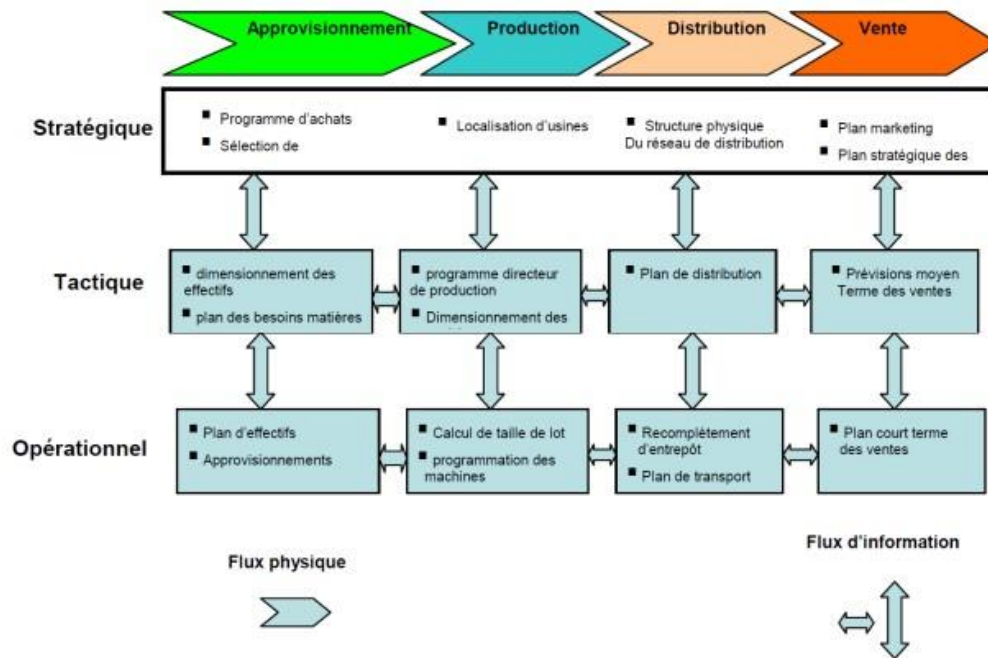 Approvisionnement
Production
Distribution
Vente
Stratégique
Programme d'achats
Sélection de
Localisation d'usines
Structure physique
Du réseau de distribution
Plan marketing
Plan stratégique des
Tactique
dimensionnement des
effectifs
plan des besoins matières
programme directeur
de production
Dimensionnement des
Plan de distribution
Prévisions moyen
Terme des ventes
Opérationnel
Plan d'effectifs
Approvisionnements
Calcul de taille de lot
programmation des
machines
Recomplètement
d'entrepôt
Plan de transport
Plan court terme
des ventes
Flux physique
Flux d'information